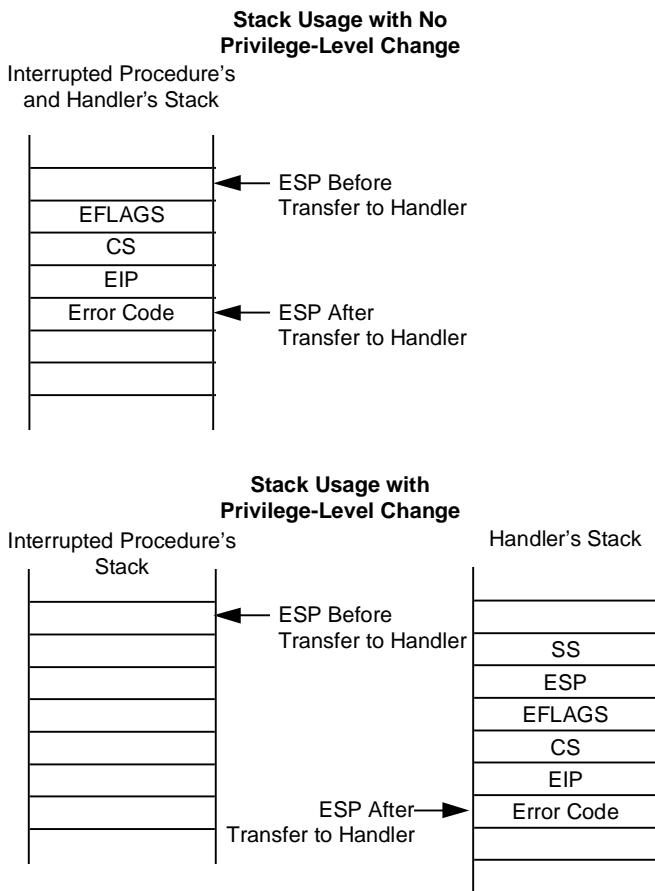 Stack Usage with No
Privilege-Level Change
Interrupted Procedure's
and Handler's Stack
ESP Before
Transfer to Handler
EFLAGS
CS
EIP
Error Code
ESP After
Transfer to Handler
Stack Usage with
Privilege-Level Change
Interrupted Procedure's
Stack
Handler's Stack
ESP Before
Transfer to Handler
SS
ESP
EFLAGS
CS
EIP
ESP After
Transfer to Handler
Error Code